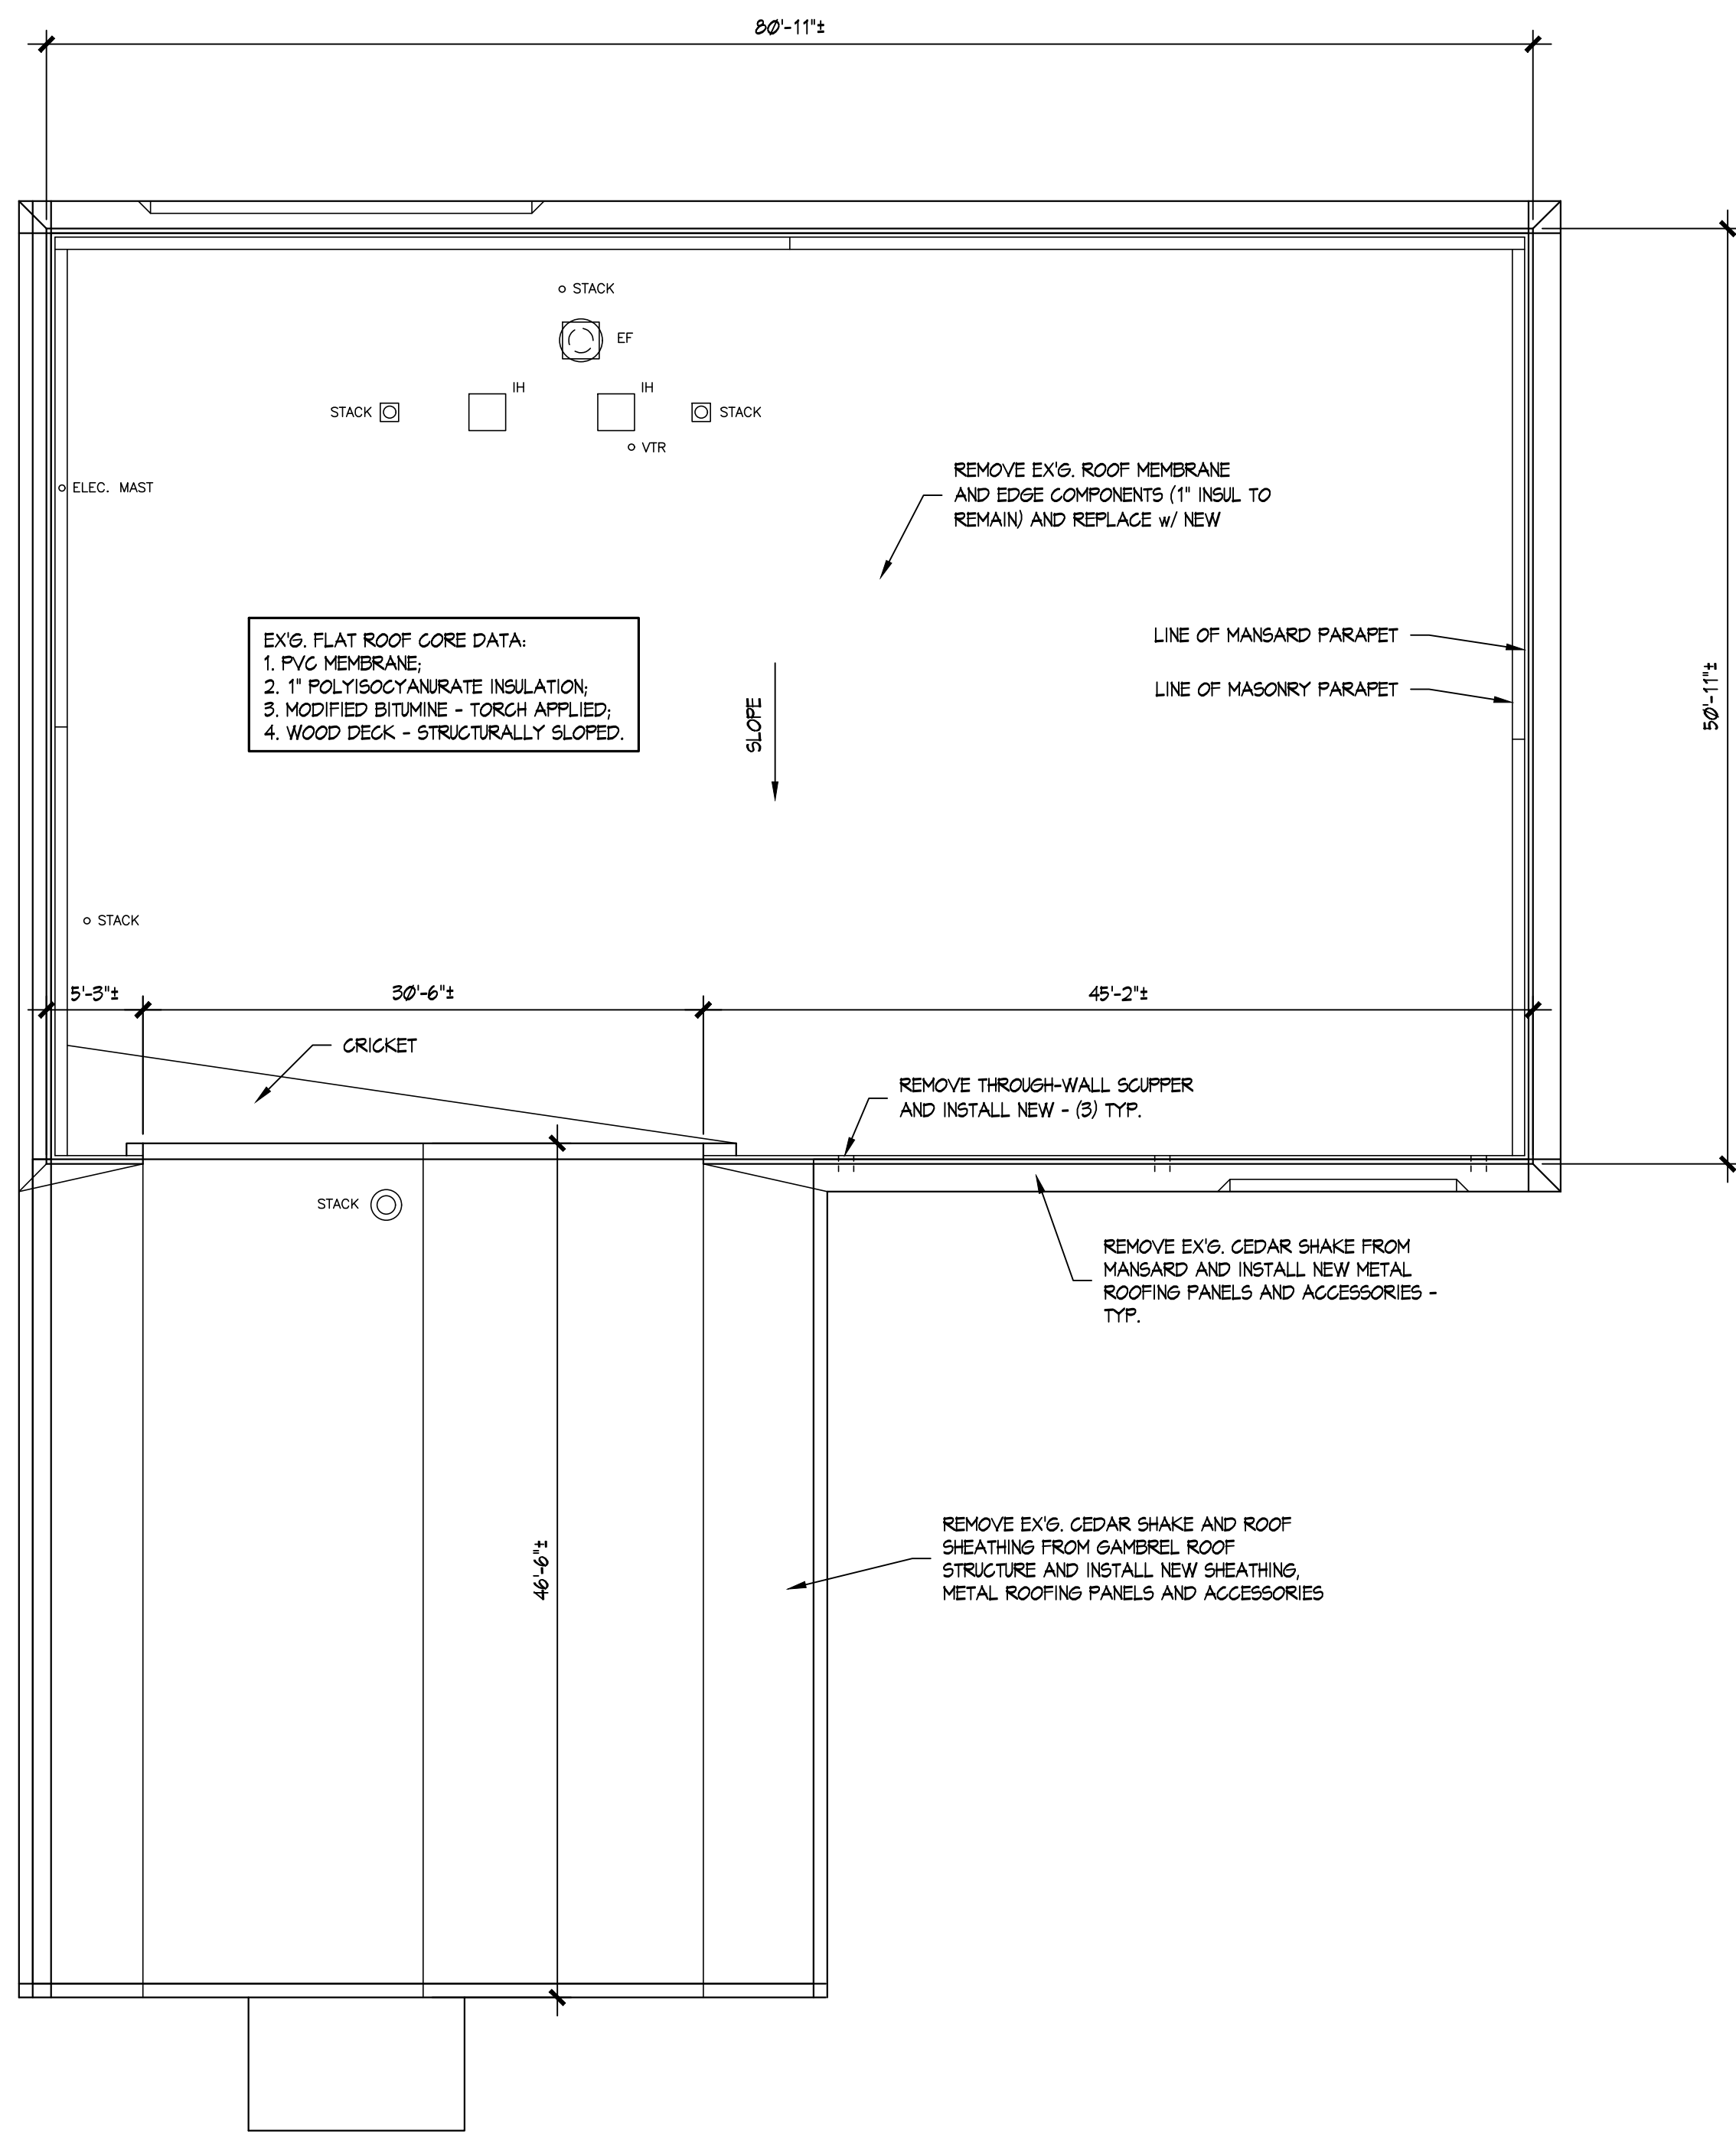 80'-11"±
STACK
EF
IH
IH
STACK
STACK
VTR
ELEC. MAST
REMOVE EX'G. ROOF MEMBRANE
AND EDGE COMPONENTS (1" INSUL TO
REMAIN) AND REPLACE w/ NEW
EX'G. FLAT ROOF CORE DATA:
1. PVC MEMBRANE;
2. 1" POLYISOCYANURATE INSULATION;
3. MODIFIED BITUMINE - TORCH APPLIED;
4. WOOD DECK - STRUCTURALLY SLOPED.
LINE OF MANSARD PARAPET
LINE OF MASONRY PARAPET
SLOPE
50'-11"±
STACK
5'-3"±
30'-6"±
45'-2"±
CRICKET
REMOVE THROUGH-WALL SCUPPER
AND INSTALL NEW - (3) TYP.
STACK
REMOVE EX'G. CEDAR SHAKE FROM
MANSARD AND INSTALL NEW METAL
ROOFING PANELS AND ACCESSORIES -
TYP.
46'-6"±
REMOVE EX'G. CEDAR SHAKE AND ROOF
SHEATHING FROM GAMBREL ROOF
STRUCTURE AND INSTALL NEW SHEATHING,
METAL ROOFING PANELS AND ACCESSORIES